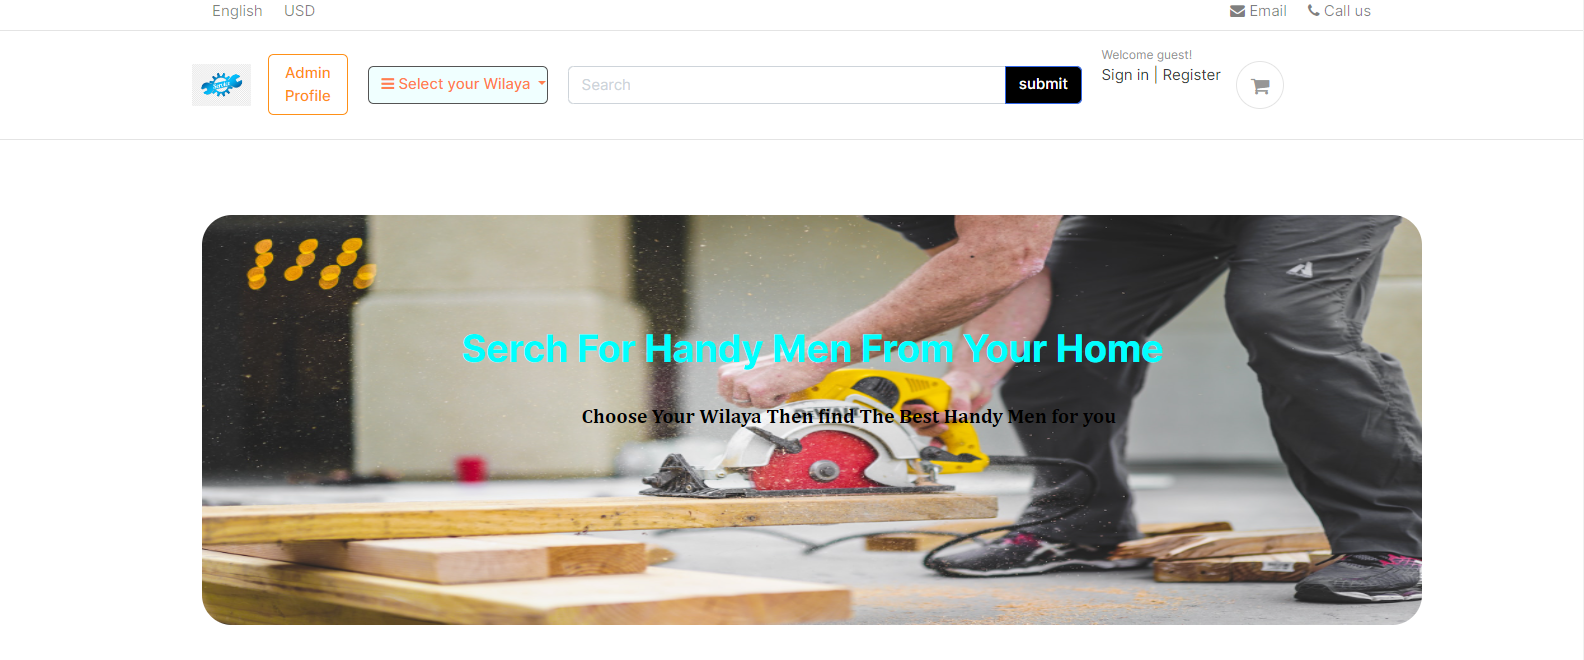 English USD Email Call us
Welcome guest!
Admin
Profile
Select your Wilaya
Search
submit
Sign in | Register
Serch For Handy Men From Your Home
Choose Your Wilaya Then find The Best Handy Men for you